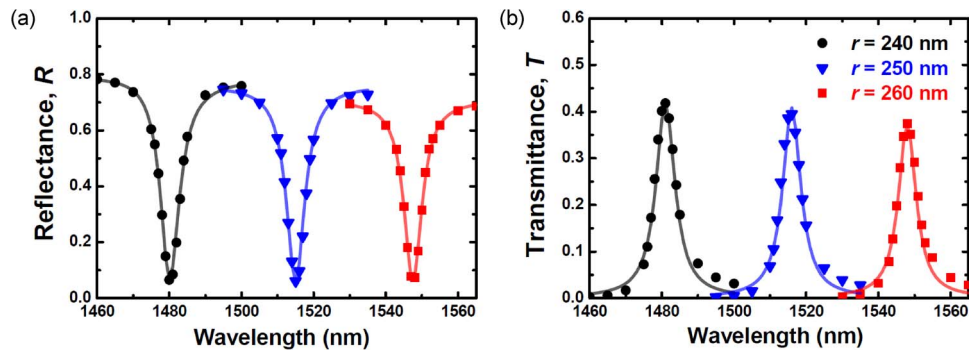 (a)
Reflectance, R
1.0
0.8
0.6
0.4
0.2
0.0
1460 1480 1500 1520 1540 1560
Wavelength (nm)
(b)
Transmittance, T
0.6
0.5
0.4
0.3
0.2
0.1
0.0
r = 240 nm
r = 250 nm
r = 260 nm
1460 1480 1500 1520 1540 1560
Wavelength (nm)